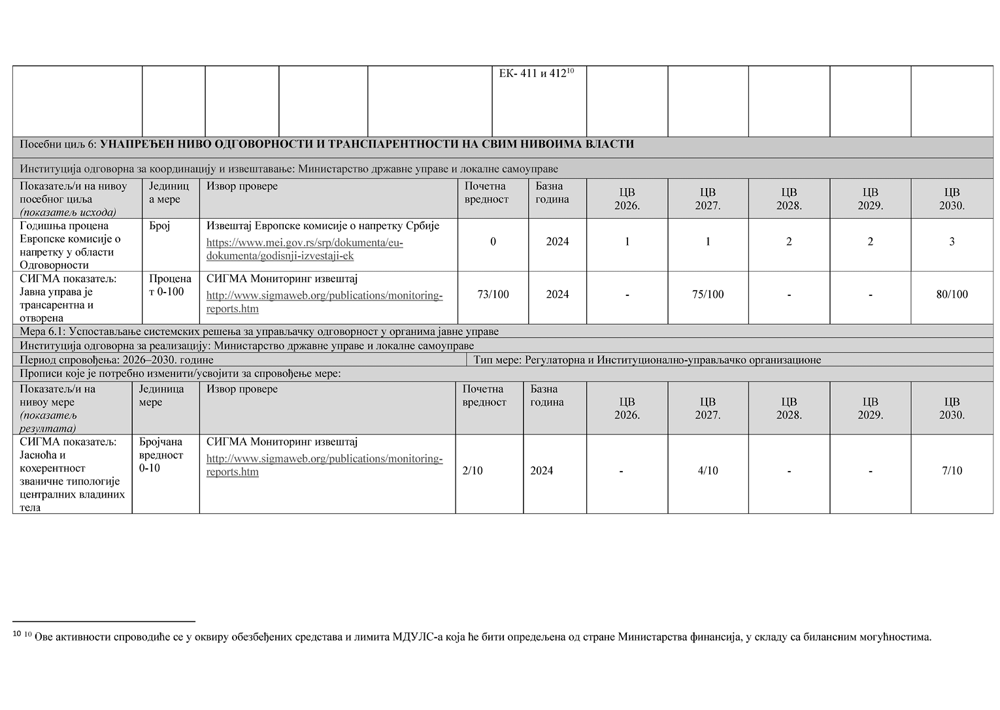 ЕК- 411 и 412¹⁰
Посебни циљ 6: УНАПРЕЂЕН НИВО ОДГОВОРНОСТИ И ТРАНСПАРЕНТНОСТИ НА СВИМ НИВОИМА ВЛАСТИ
Институција одговорна за координацију и извештавање: Министарство државне управе и локалне самоуправе
Показатељ/и на нивоу
посебног циља
(показатељ исхода)
Јединиц
а мере
Извор провере
Почетна
вредност
Базна
година
ЦВ
2026.
ЦВ
2027.
ЦВ
2028.
ЦВ
2029.
ЦВ
2030.
Годишња процена
Европске комисије о
напретку у области
Одговорности
Број
Извештај Европске комисије о напретку Србије
https://www.mei.gov.rs/srp/dokumenta/eu-
dokumenta/godisnji-izvestaji-ek
0
2024
1
1
2
2
3
СИГМА показатељ:
Јавна управа је
трансарентна и
отворена
Процена
т 0-100
СИГМА Мониторинг извештај
http://www.sigmaweb.org/publications/monitoring-
reports.htm
73/100
2024
-
75/100
-
-
80/100
Мера 6.1: Успостављање системских решења за управљачку одговорност у органима јавне управе
Институција одговорна за реализацију: Министарство државне управе и локалне самоуправе
Период спровођења: 2026–2030. године
Тип мере: Регулаторна и Институционално-управљачко организационе
Прописи које је потребно изменити/усвојити за спровођење мере:
Показатељ/и на
нивоу мере
(показатељ
резултата)
Јединица
мере
Извор провере
Почетна
вредност
Базна
година
ЦВ
2026.
ЦВ
2027.
ЦВ
2028.
ЦВ
2029.
ЦВ
2030.
СИГМА показатељ:
Јасноћа и
кохерентност
званичне типологије
централних владиних
тела
Бројчана
вредност
0-10
СИГМА Мониторинг извештај
http://www.sigmaweb.org/publications/monitoring-
reports.htm
2/10
2024
-
4/10
-
-
7/10
10 ¹⁰ Ове активности спроводиће се у оквиру обезбеђених средстава и лимита МДУЛС-а која ће бити опредељена од стране Министарства финансија, у складу са билансним могућностима.